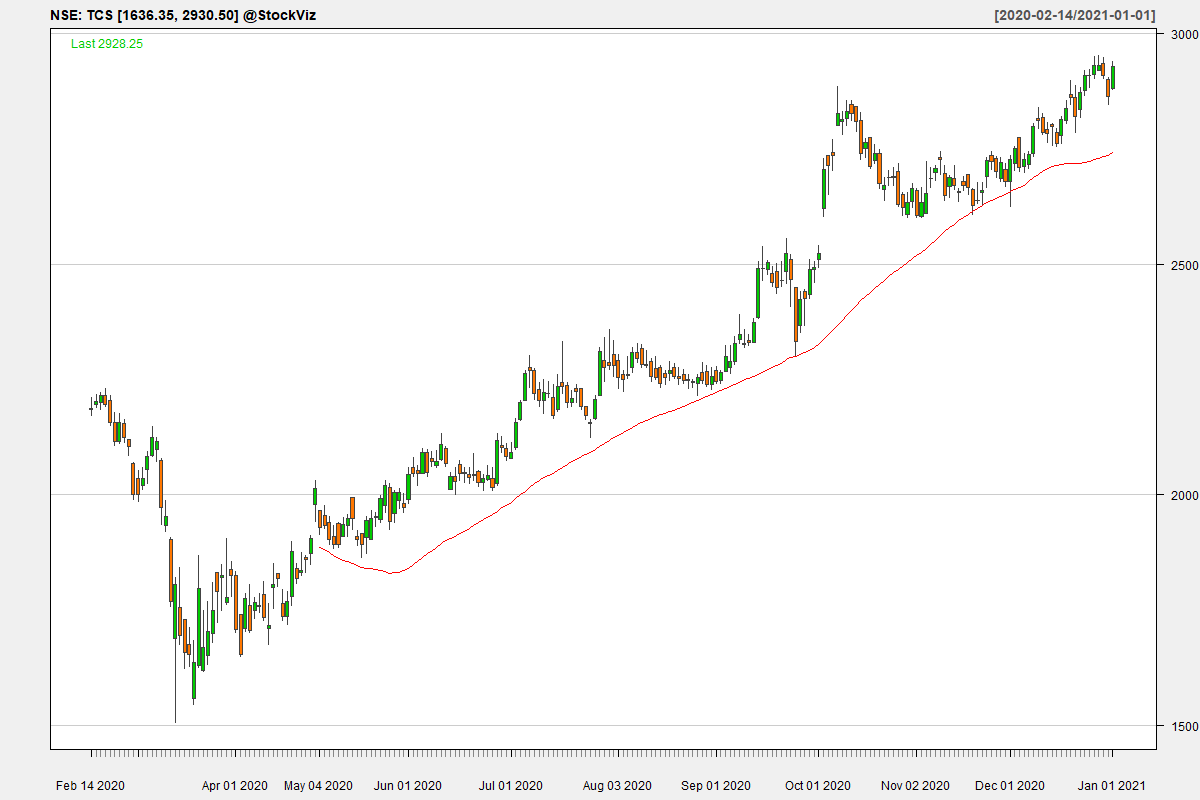 NSE: TCS [1636.35, 2930.50] @StockViz [2020-02-14/2021-01-01]
Last 2928.25
3000
2500
2000
1500
Feb 14 2020 Apr 01 2020 May 04 2020 Jun 01 2020 Jul 01 2020 Aug 03 2020 Sep 01 2020 Oct 01 2020 Nov 02 2020 Dec 01 2020 Jan 01 2021